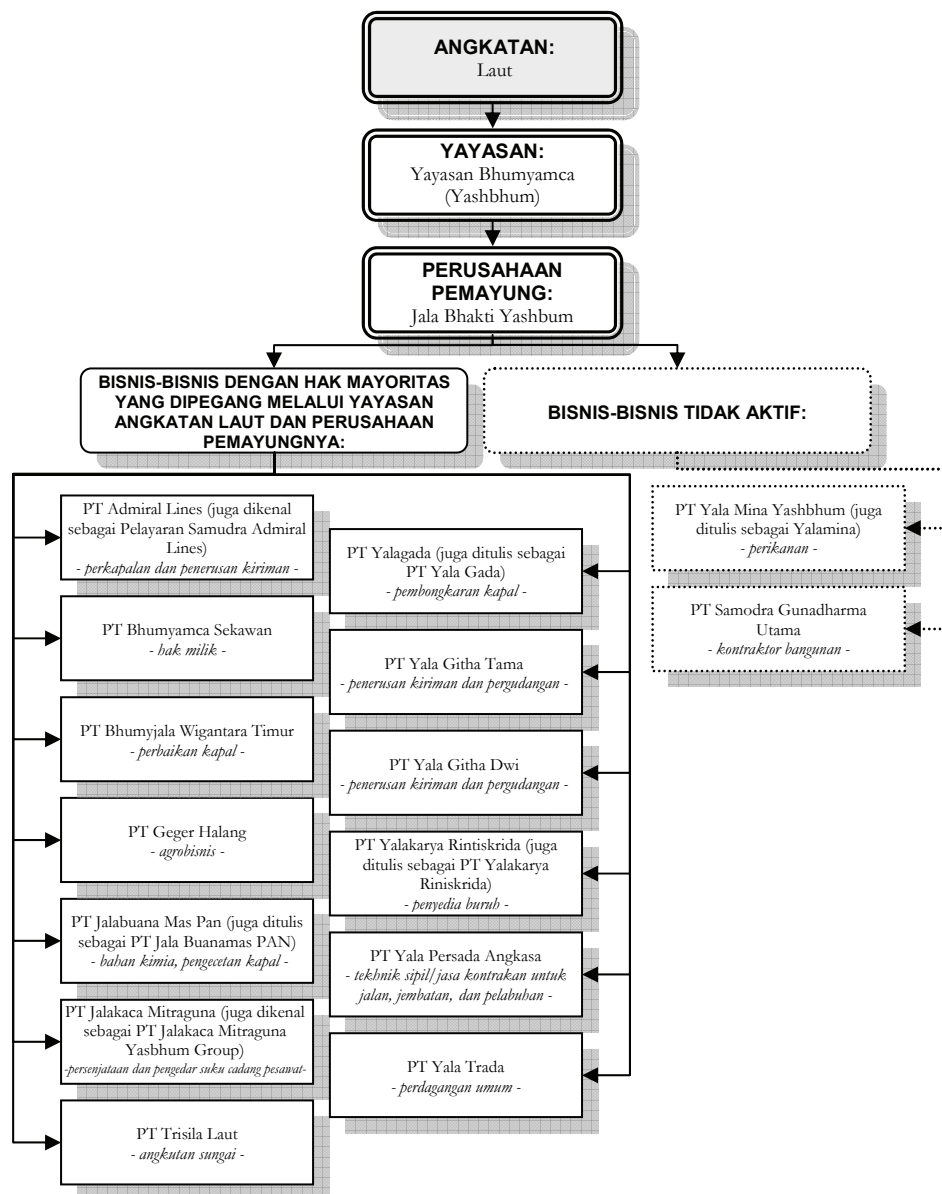 ANGKATAN:
Laut
YAYASAN:
Yayasan Bhumyamca
(Yashbhum)
PERUSAHAAN
PEMAYUNG:
Jala Bhakti Yashbum
BISNIS-BISNIS DENGAN HAK MAYORITAS
YANG DIPEGANG MELALUI YAYASAN
ANGKATAN LAUT DAN PERUSAHAAN
PEMAYUNGNYA:
BISNIS-BISNIS TIDAK AKTIF:
PT Admiral Lines (juga dikenal
sebagai Pelayaran Samudra Admiral
Lines)
- perkapalan dan penerusan kiriman -
PT Bhumyamca Sekawan
- hak milik -
PT Bhumyjala Wigantara Timur
- perbaikan kapal -
PT Geger Halang
- agrobisnis -
PT Jalabuana Mas Pan (juga ditulis
sebagai PT Jala Buanamas PAN)
- bahan kimia, pengecetan kapal -
PT Jalakaca Mitraguna (juga dikenal
sebagai PT Jalakaca Mitraguna
Yasbhum Group)
-persenjataan dan pengedar suku cadang pesawat-
PT Trisila Laut
- angkutan sungai -
PT Yalagada (juga ditulis sebagai
PT Yala Gada)
- pembongkaran kapal -
PT Yala Githa Tama
- penerusan kiriman dan pergudangan -
PT Yala Githa Dwi
- penerusan kiriman dan pergudangan -
PT Yalakarya Rintiskrida (juga
ditulis sebagai PT Yalakarya
Riniskrida)
- penyedia buruh -
PT Yala Persada Angkasa
- tekhnik sipil/jasa kontrakan untuk
jalan, jembatan, dan pelabuhan -
PT Yala Trada
- perdagangan umum -
PT Yala Mina Yashbhum (juga
ditulis sebagai Yalamina)
- perikanan -
PT Samodra Gunadharma
Utama
- kontraktor bangunan -